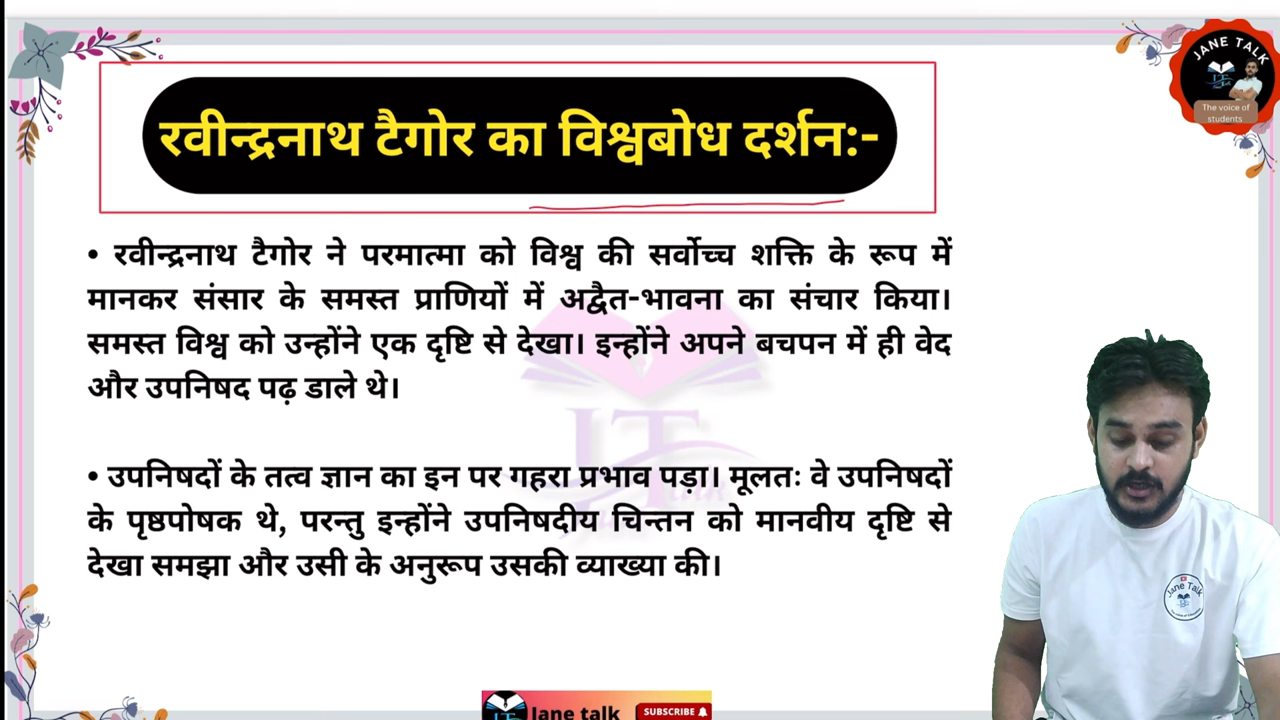 रवीन्द्रनाथ टैगोर का विश्वबोध दर्शन:-
JANE TALK
The voice of
students
• रवीन्द्रनाथ टैगोर ने परमात्मा को विश्व की सर्वोच्च शक्ति के रूप में
मानकर संसार के समस्त प्राणियों में अद्वैत-भावना का संचार किया।
समस्त विश्व को उन्होंने एक दृष्टि से देखा। इन्होंने अपने बचपन में ही वेद
और उपनिषद पढ़ डाले थे।
• उपनिषदों के तत्व ज्ञान का इन पर गहरा प्रभाव पड़ा। मूलतः वे उपनिषदों
के पृष्ठपोषक थे, परन्तु इन्होंने उपनिषदीय चिन्तन को मानवीय दृष्टि से
देखा समझा और उसी के अनुरूप उसकी व्याख्या की।
Jane Talk
Jane talk
SUBSCRIBE